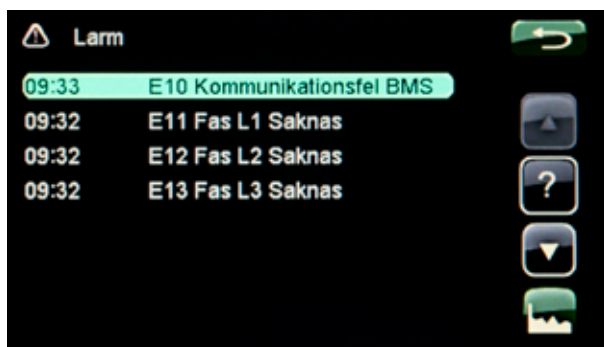 Larm
09:33 E10 Kommunikationsfel BMS
09:32 E11 Fas L1 Saknas
09:32 E12 Fas L2 Saknas
09:32 E13 Fas L3 Saknas
?